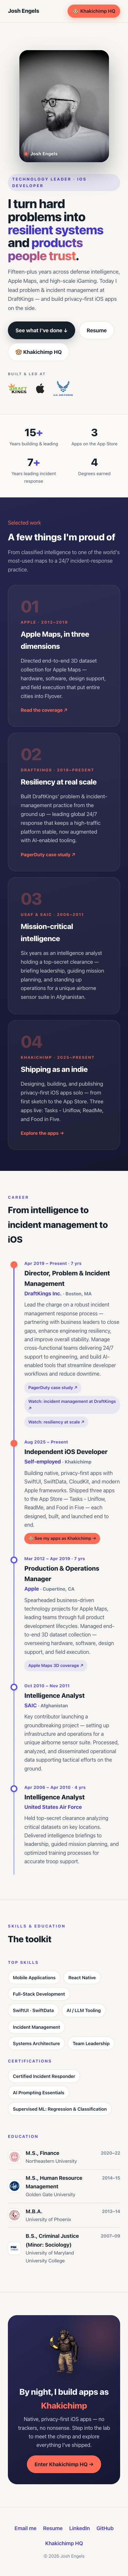 Josh Engels
Khakichimp HQ
Josh Engels
TECHNOLOGY LEADER · IOS
DEVELOPER
I turn hard
problems into
resilient systems
and products
people trust.
Fifteen-plus years across defense intelligence,
Apple Maps, and high-scale iGaming. Today I
lead problem & incident management at
DraftKings — and build privacy-first iOS apps
on the side.
See what I've done ↓
Resume
Khakichimp HQ
BUILT & LED AT
DRAFT
KINGS
U.S. AIR FORCE
15+
Years building & leading
3
Apps on the App Store
7+
Years leading incident
response
4
Degrees earned
Selected work
A few things I'm proud of
From classified intelligence to one of the world's
most-used maps to a 24/7 incident-response
practice.
01
APPLE · 2012–2019
Apple Maps, in three
dimensions
Directed end-to-end 3D dataset
collection for Apple Maps —
hardware, software, design support,
and field execution that put entire
cities into Flyover.
Read the coverage ↗
02
DRAFTKINGS · 2019–PRESENT
Resiliency at real scale
Built DraftKings' problem & incident-
management practice from the
ground up — leading global 24/7
teams that keep a high-traffic
platform stable, now augmented
with AI-enabled tooling.
PagerDuty case study ↗
03
USAF & SAIC · 2006–2011
Mission-critical
intelligence
Six years as an intelligence analyst
holding a top-secret clearance —
briefing leadership, guiding mission
planning, and standing up
operations for a unique airborne
sensor suite in Afghanistan.
04
KHAKICHIMP · 2025–PRESENT
Shipping as an indie
Designing, building, and publishing
privacy-first iOS apps solo — from
first sketch to the App Store. Three
apps live: Tasks - Unflow, ReadMe,
and Food in Five.
Explore the apps →
CAREER
From intelligence to
incident management to
iOS
Apr 2019 – Present · 7 yrs
Director, Problem & Incident
Management
DraftKings Inc. · Boston, MA
Lead the charge on a robust incident
management response process —
partnering with teams and leaders to close
gaps, enhance system resiliency, and
improve overall stability. Manage
cross-functional teams delivering 24/7
support to engineering, and build AI-
enabled tools that increase developer
workflows and reduce downtime.
PagerDuty case study ↗
Watch: incident management at DraftKings
↗
Watch: resiliency at scale ↗
Aug 2025 – Present
Independent iOS Developer
Self-employed · Khakichimp
Building native, privacy-first apps with
SwiftUI, SwiftData, CloudKit, and modern
Apple frameworks. Shipped three apps
to the App Store — Tasks - Unflow,
ReadMe, and Food in Five — each
designed, built, and launched end to
end.
See my apps as Khakichimp →
Mar 2012 – Apr 2019 · 7 yrs
Production & Operations
Manager
Apple · Cupertino, CA
Spearheaded business-driven
technology projects for Apple Maps,
leading teams through full product
development lifecycles. Managed end-
to-end 3D dataset collection —
overseeing hardware, software, design
support, and field execution.
Apple Maps 3D coverage ↗
Oct 2010 – Nov 2011
Intelligence Analyst
SAIC · Afghanistan
Key contributor launching a
groundbreaking project — setting up
infrastructure and operations for a
unique airborne sensor suite. Processed,
analyzed, and disseminated operational
data supporting tactical efforts on the
ground.
Apr 2006 – Apr 2010 · 4 yrs
Intelligence Analyst
United States Air Force
Held top-secret clearance analyzing
critical datasets on key locations.
Delivered intelligence briefings to
leadership, guided mission planning, and
optimized training processes for
accurate troop support.
SKILLS & EDUCATION
The toolkit
TOP SKILLS
Mobile Applications
React Native
Full-Stack Development
SwiftUI · SwiftData
AI / LLM Tooling
Incident Management
Systems Architecture
Team Leadership
CERTIFICATIONS
Certified Incident Responder
AI Prompting Essentials
Supervised ML: Regression & Classification
EDUCATION
M.S., Finance
2020–22
Northeastern University
M.S., Human Resource
Management
2014–15
Golden Gate University
M.B.A.
2013–14
University of Phoenix
B.S., Criminal Justice
(Minor: Sociology)
2007–09
University of Maryland
University College
By night, I build apps as
Khakichimp
Native, privacy-first iOS apps — no
trackers, no nonsense. Step into the lab
to meet the chimp and explore
everything I've shipped.
Enter Khakichimp HQ →
Email me
Resume
LinkedIn
GitHub
Khakichimp HQ
© 2026 Josh Engels